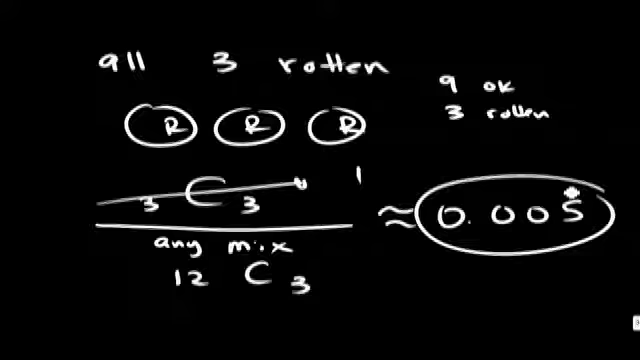 all 3 rotten
9 ok
3 rotten
R R R
3 C 3 1
≈ 0.005
any mix
12 C 3